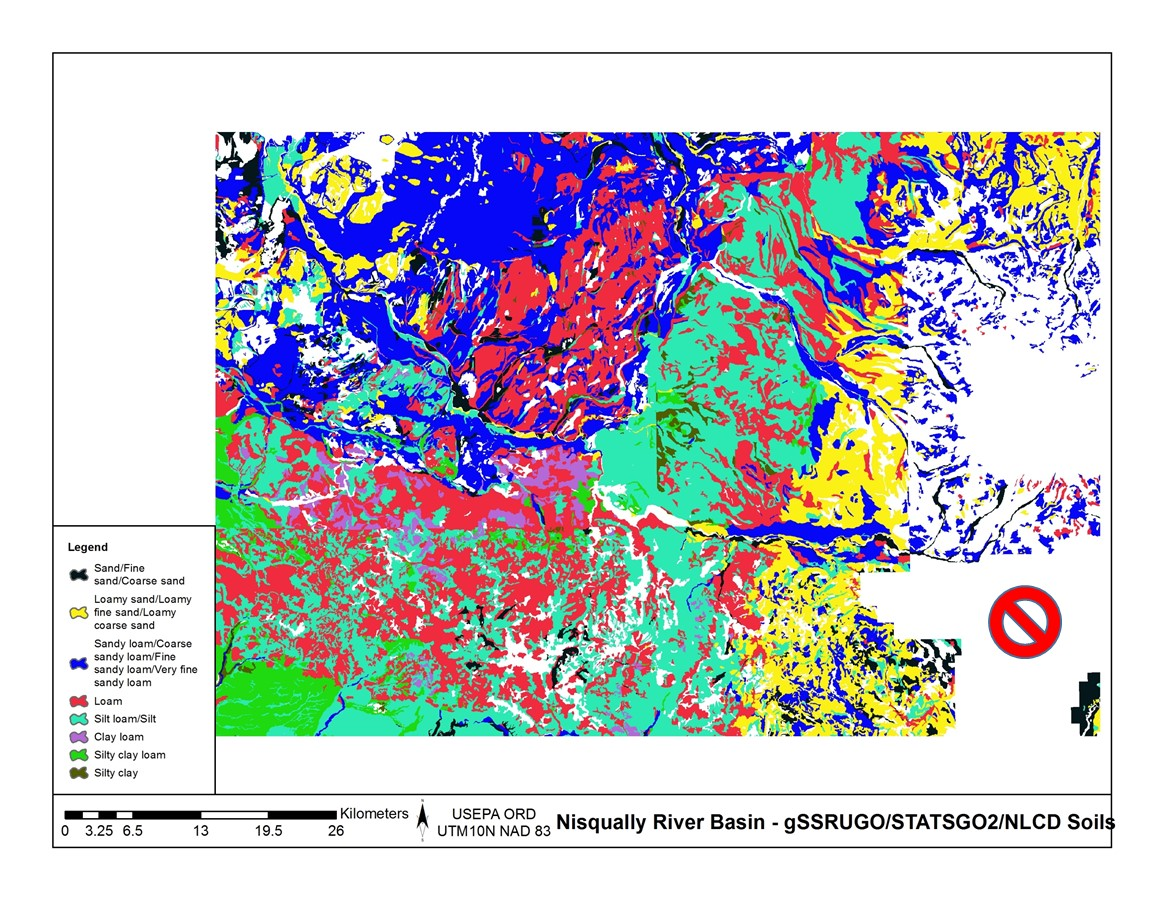 Legend
Sand/Fine
sand/Coarse sand
Loamy sand/Loamy
fine sand/Loamy
coarse sand
Sandy loam/Coarse
sandy loam/Fine
sandy loam/Very fine
sandy loam
Loam
Silt loam/Silt
Clay loam
Silty clay loam
Silty clay
Kilometers
0 3.25 6.5 13 19.5 26
USEPA ORD
UTM10N NAD 83
Nisqually River Basin - gSSRUGO/STATSGO2/NLCD Soils